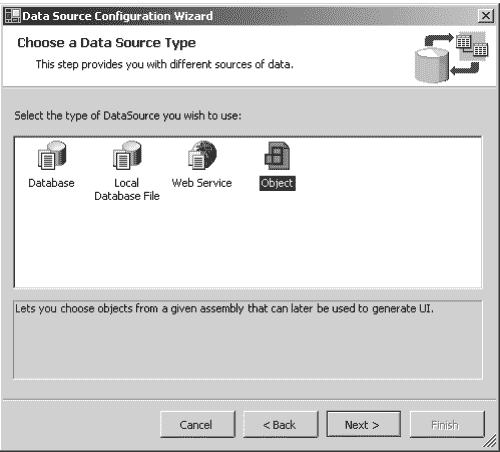 Data Source Configuration Wizard
Choose a Data Source Type
This step provides you with different sources of data.
Select the type of DataSource you wish to use:
Database
Local
Database File
Web Service
Object
Lets you choose objects from a given assembly that can later be used to generate UI.
Cancel
< Back
Next >
Finish